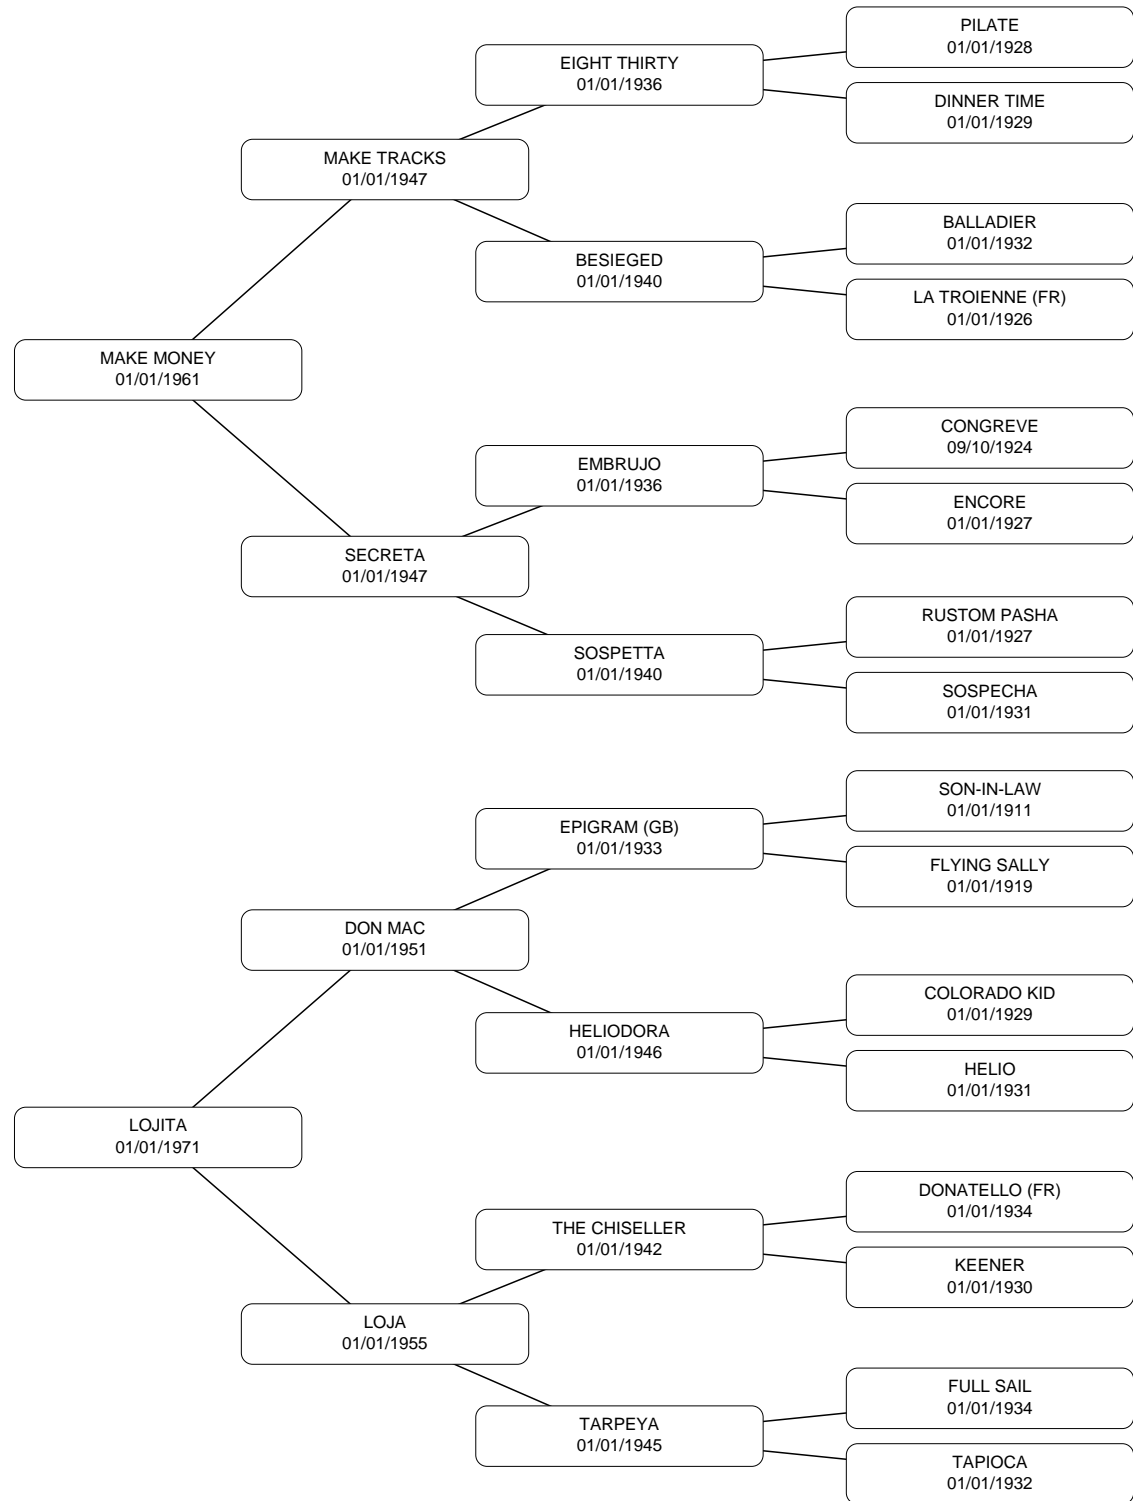 PILATE
01/01/1928
EIGHT THIRTY
01/01/1936
DINNER TIME
01/01/1929
MAKE TRACKS
01/01/1947
BALLADIER
01/01/1932
BESIEGED
01/01/1940
LA TROIENNE (FR)
01/01/1926
MAKE MONEY
01/01/1961
CONGREVE
09/10/1924
EMBRUJO
01/01/1936
ENCORE
01/01/1927
SECRETA
01/01/1947
RUSTOM PASHA
01/01/1927
SOSPETTA
01/01/1940
SOSPECHA
01/01/1931
SON-IN-LAW
01/01/1911
EPIGRAM (GB)
01/01/1933
FLYING SALLY
01/01/1919
DON MAC
01/01/1951
COLORADO KID
01/01/1929
HELIODORA
01/01/1946
HELIO
01/01/1931
LOJITA
01/01/1971
DONATELLO (FR)
01/01/1934
THE CHISELLER
01/01/1942
KEENER
01/01/1930
LOJA
01/01/1955
FULL SAIL
01/01/1934
TARPEYA
01/01/1945
TAPIOCA
01/01/1932